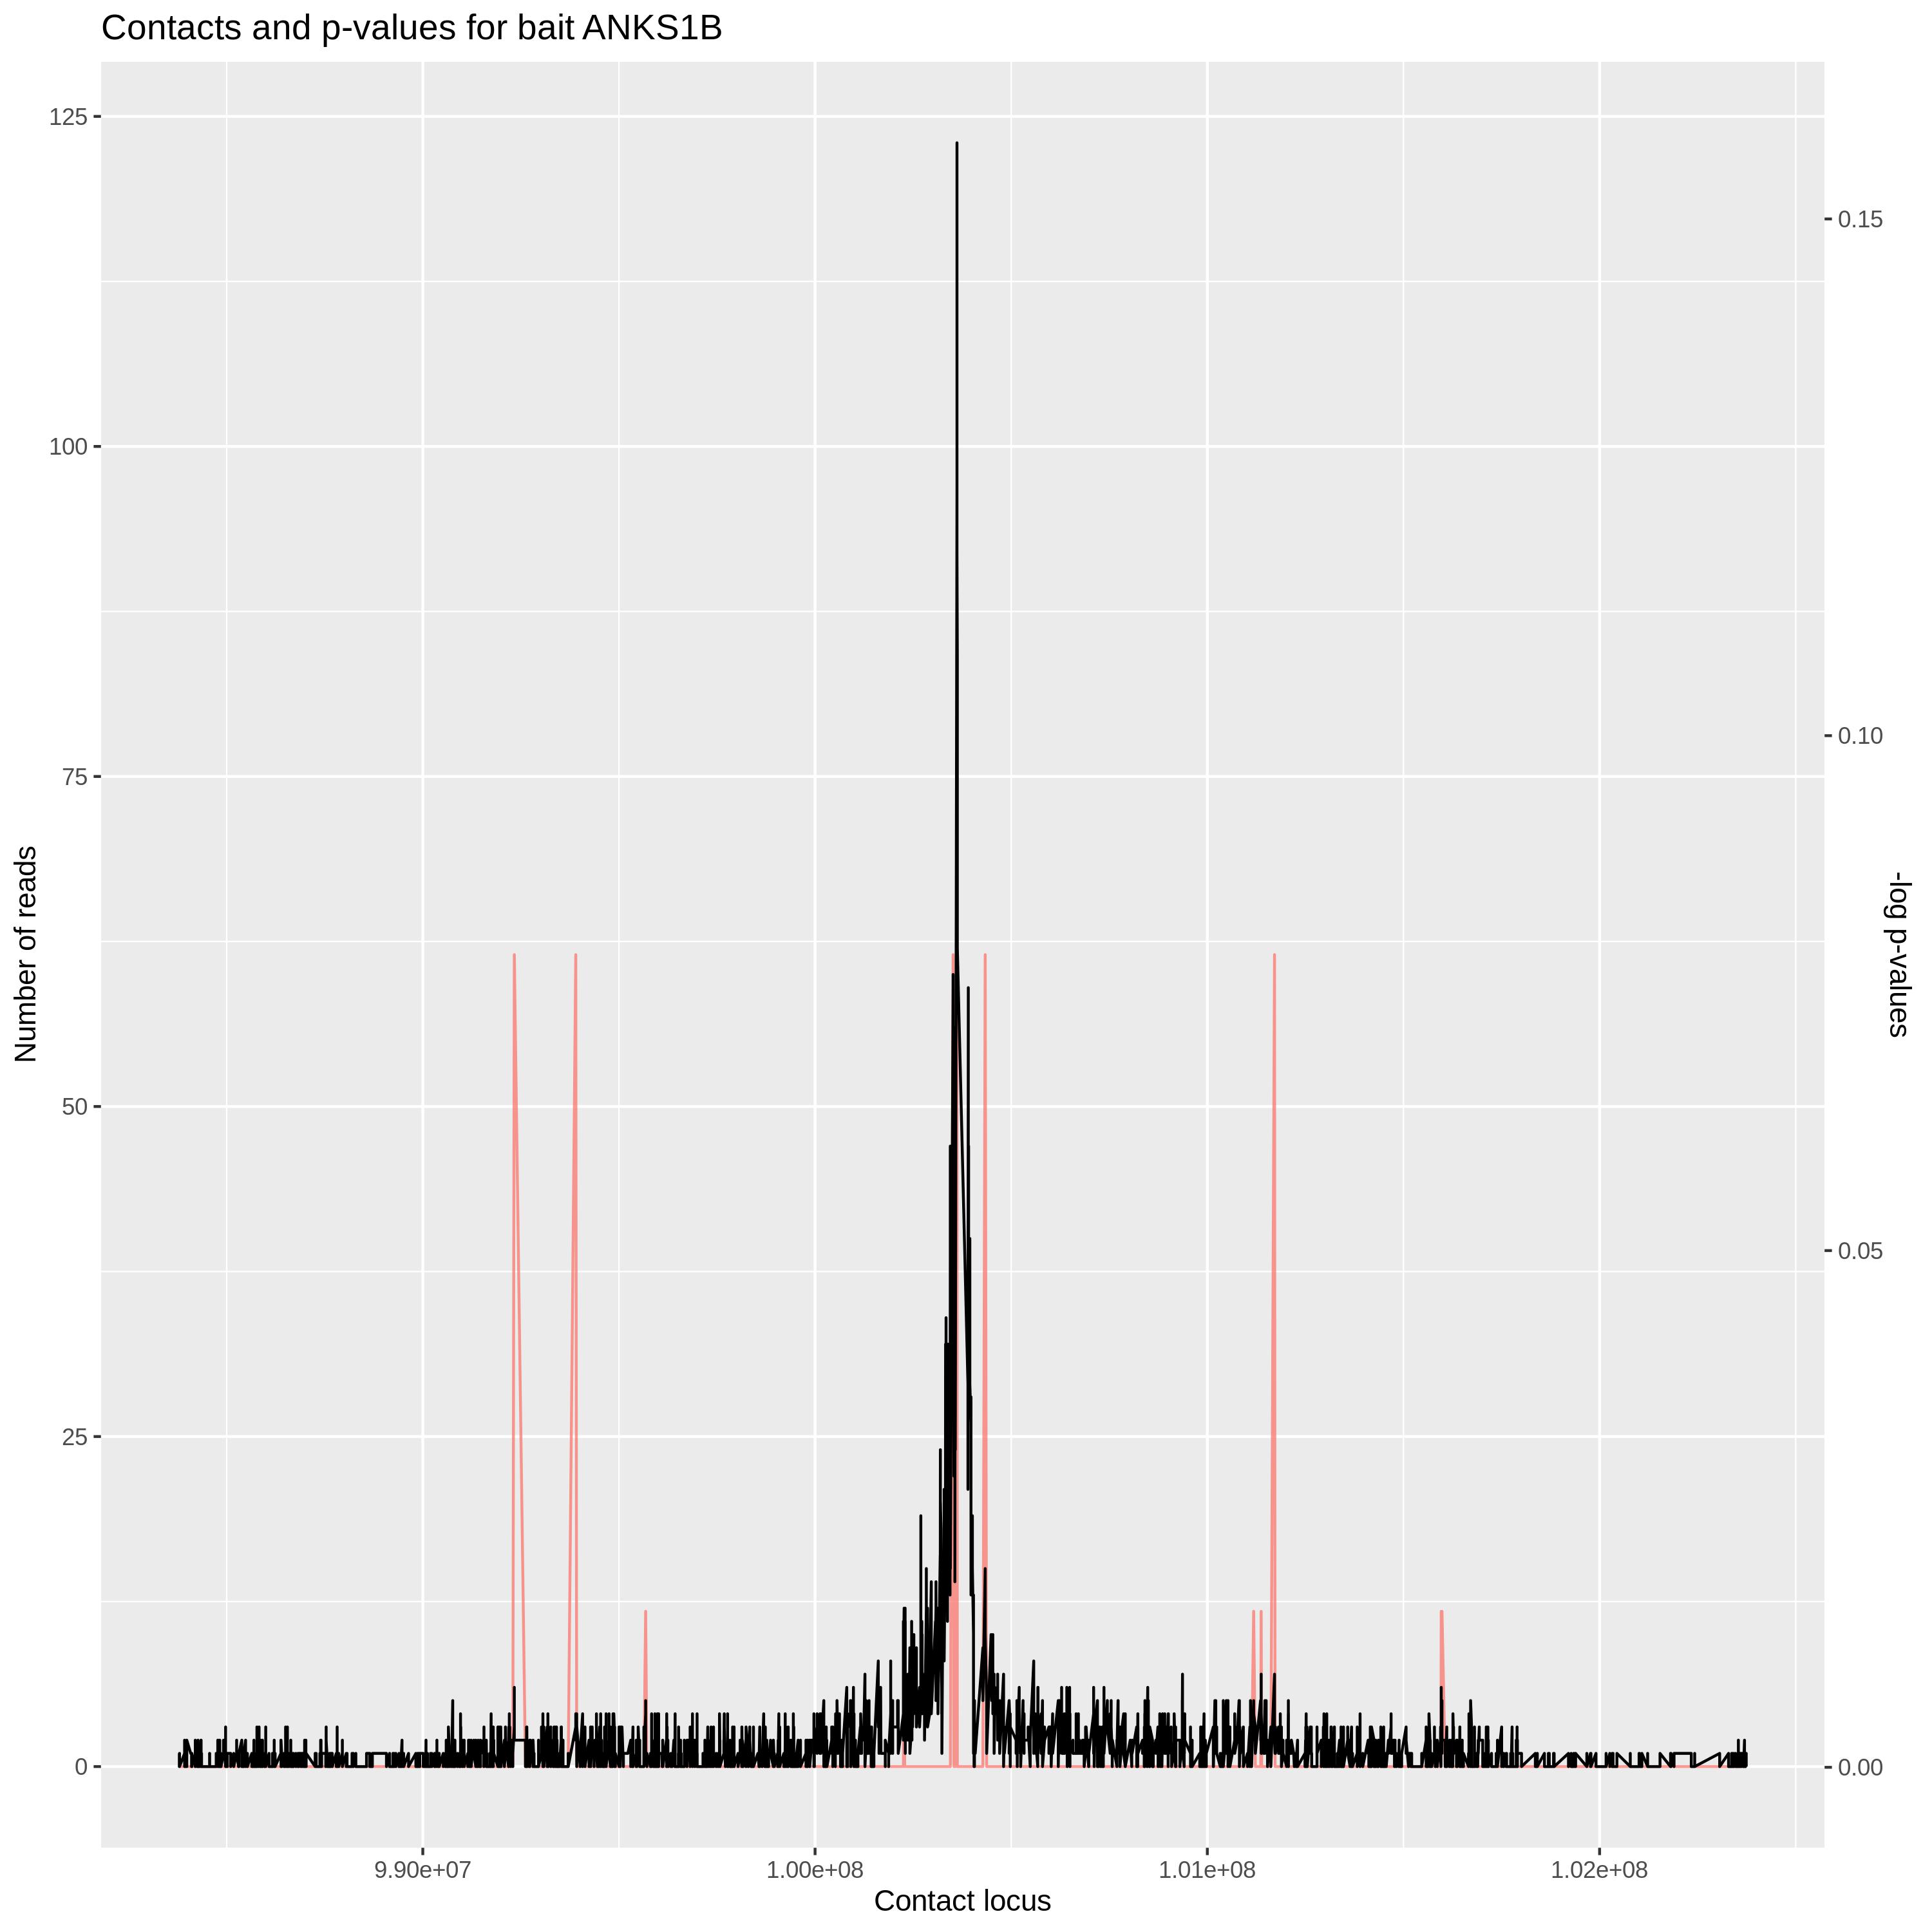 Contacts and p-values for bait ANKS1B
125
100
75
50
25
0
Number of reads
0.15
0.10
0.05
0.00
-log p-values
9.90e+07
1.00e+08
1.01e+08
1.02e+08
Contact locus